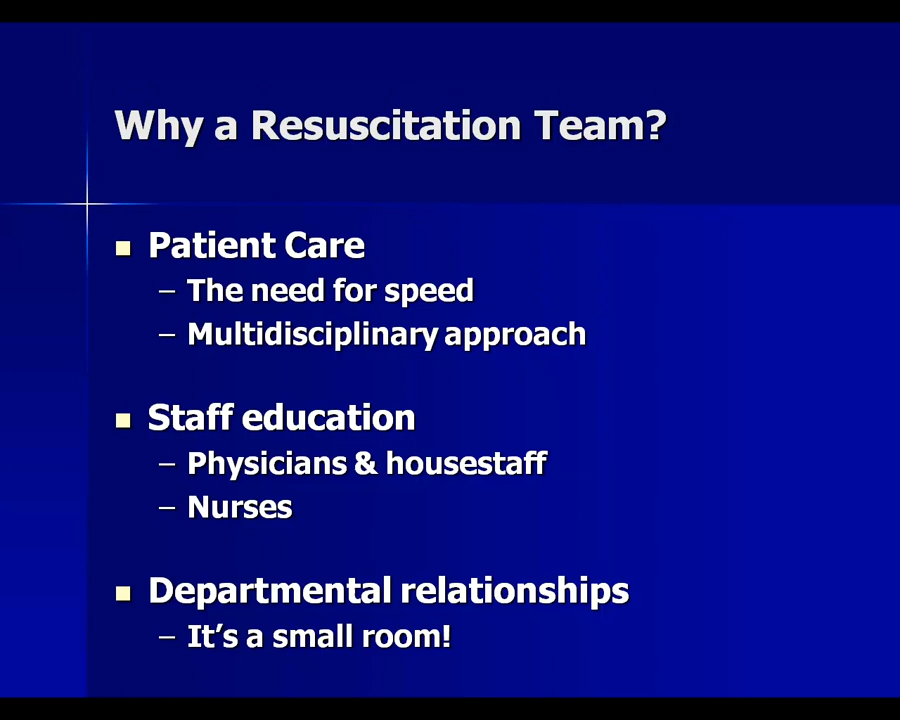 Why a Resuscitation Team?
■ Patient Care
– The need for speed
– Multidisciplinary approach
■ Staff education
– Physicians & housestaff
– Nurses
■ Departmental relationships
– It’s a small room!